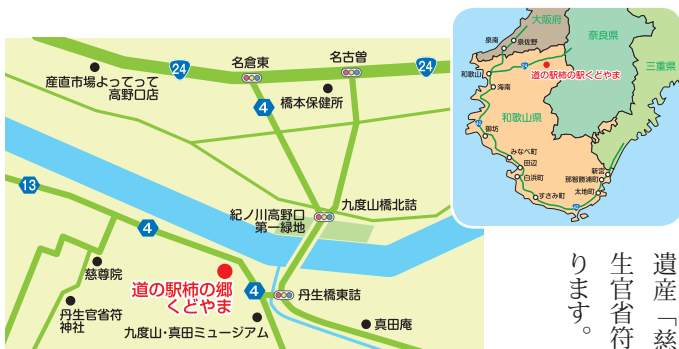 24
名倉東
名古曽
24
産直市場よってって
高野口店
4
橋本保健所
13
4
紀ノ川高野口
第一緑地
九度山橋北詰
慈尊院
道の駅柿の郷
くどやま
4
丹生橋東詰
丹生官省符
神社
九度山・真田ミュージアム
真田庵
大阪府
奈良県
三重県
和歌山県
泉南
泉佐野
和歌山
24
道の駅柿の駅くどやま
海南
42
御坊
みなべ町
田辺
白浜町
すさみ町
新宮
那智勝浦町
太地町
42
遺産「慈
生官省符
ります。